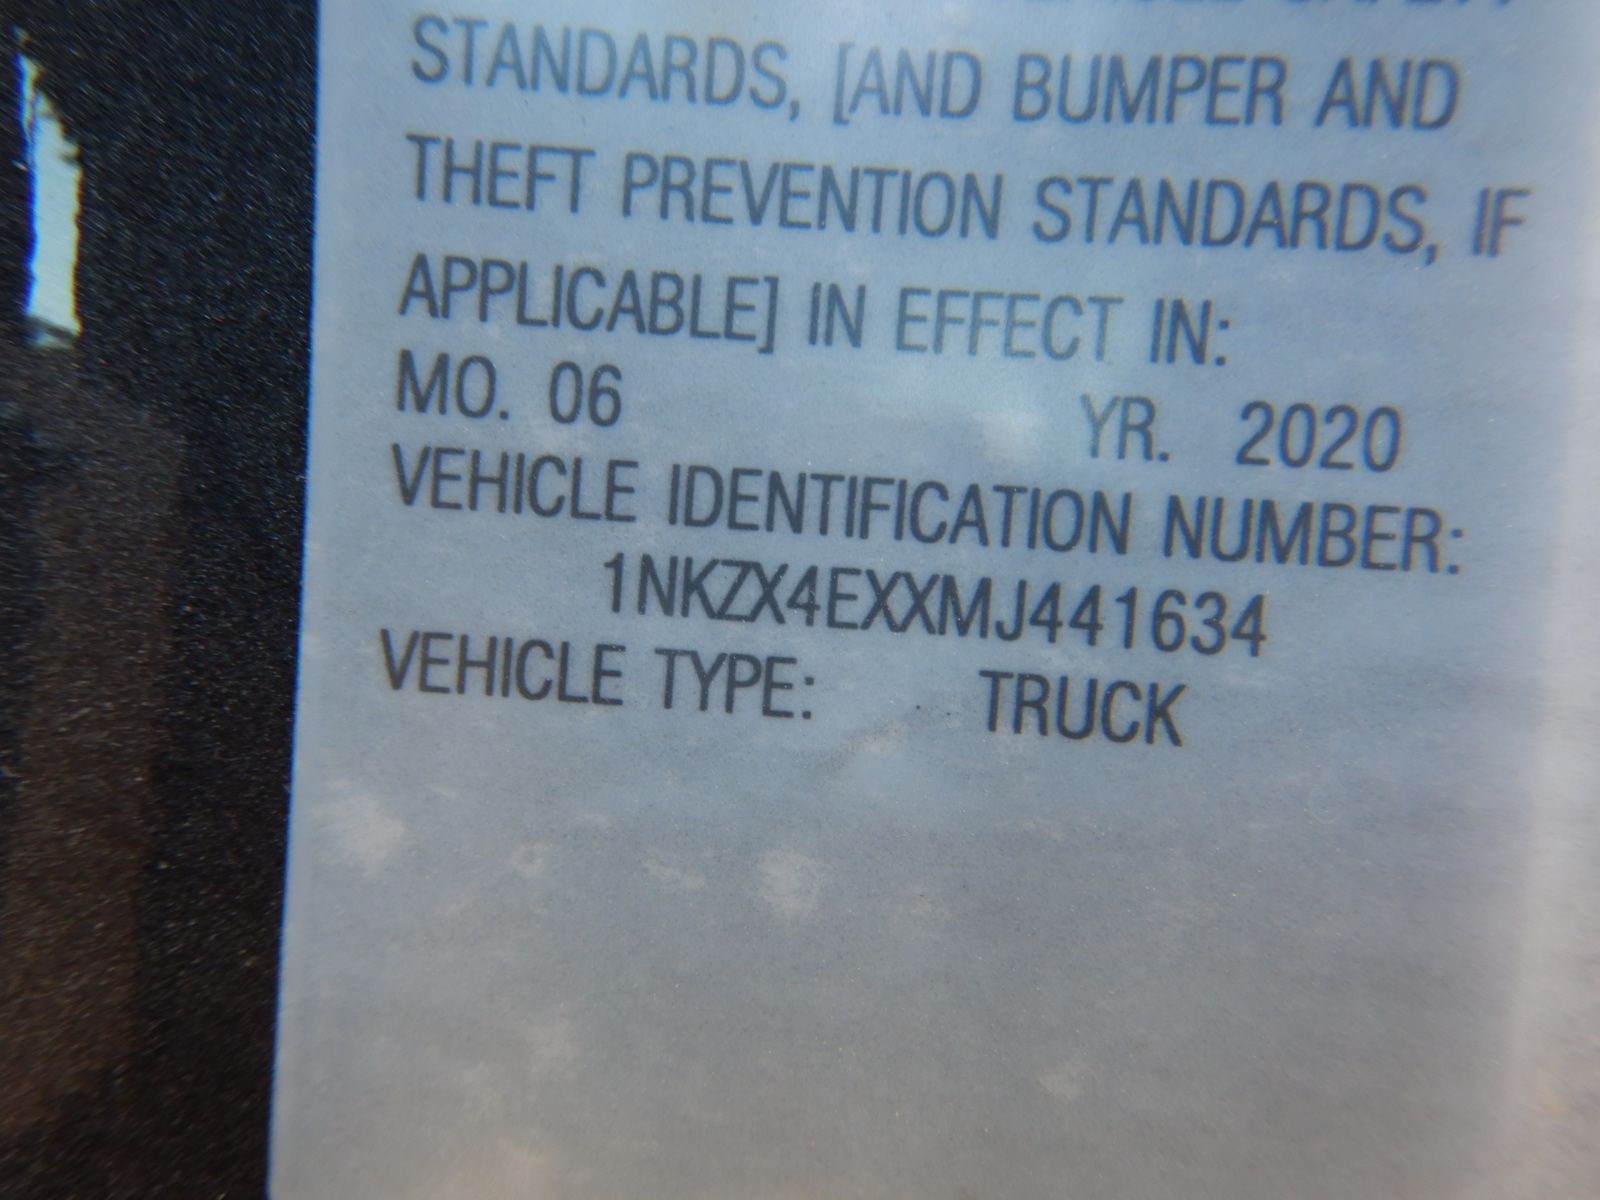 STANDARDS, [AND BUMPER AND
THEFT PREVENTION STANDARDS, IF
APPLICABLE] IN EFFECT IN:
MO. 06 YR. 2020
VEHICLE IDENTIFICATION NUMBER:
1NKZX4EXXMJ441634
VEHICLE TYPE: TRUCK